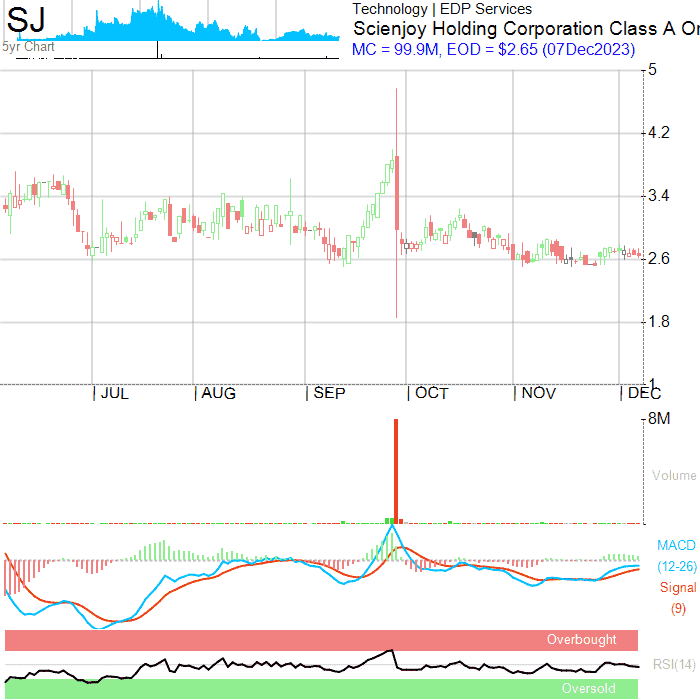 SJ
5yr Chart
Technology | EDP Services
Scienjoy Holding Corporation Class A Or
MC = 99.9M, EOD = $2.65 (07Dec2023)
5
4.2
3.4
2.6
1.8
1
JUL AUG SEP OCT NOV DEC
8M
Volume
MACD
(12-26)
Signal
(9)
Overbought
RSI(14)
Oversold